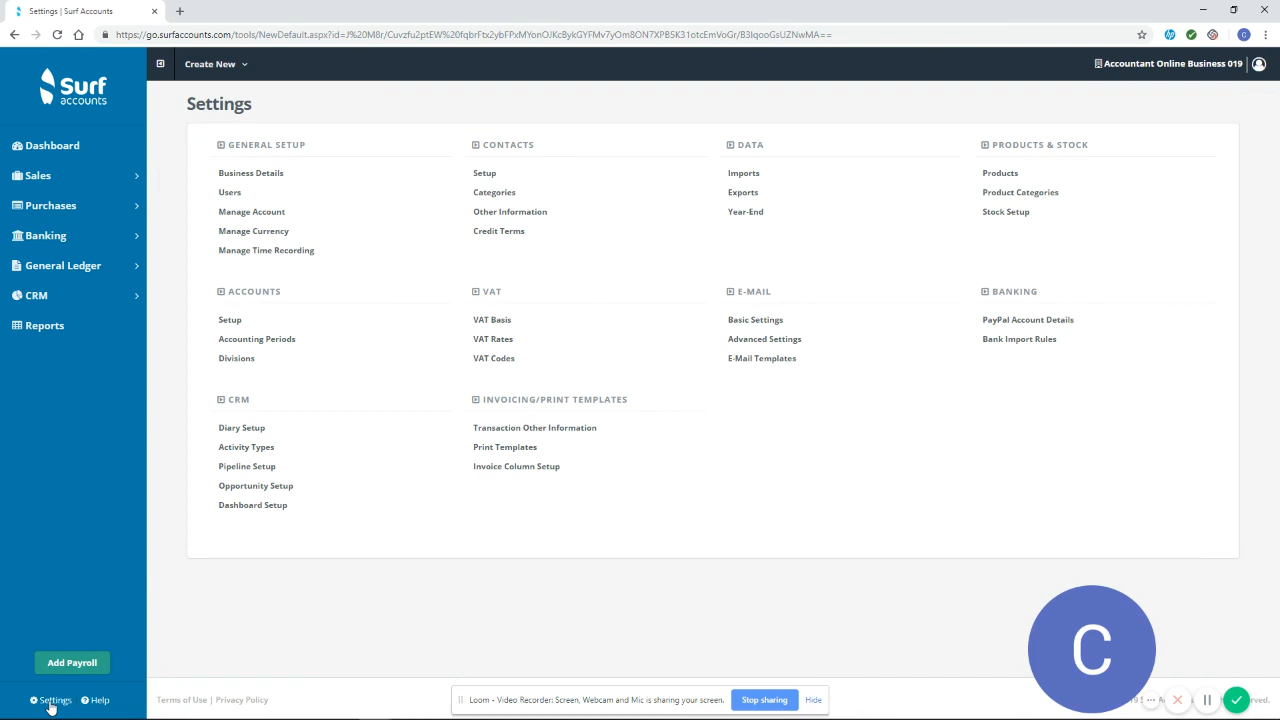 Settings | Surf Accounts
https://go.surfaccounts.com/tools/NewDefault.aspx?id=J%20M8r/Cuvzfu2ptEW%20fqbrFtx2ybFPxMYonOJKcBykGYFMv7yOm8ON7XPB5K31otcEmVoGr/B3IqooGsUZNwMA==
C
Surf
accounts
Create New
Accountant Online Business 019
Dashboard
Sales
Purchases
Banking
General Ledger
CRM
Reports
Add Payroll
Settings Help
Settings
GENERAL SETUP
Business Details
Users
Manage Account
Manage Currency
Manage Time Recording
CONTACTS
Setup
Categories
Other Information
Credit Terms
DATA
Imports
Exports
Year-End
PRODUCTS & STOCK
Products
Product Categories
Stock Setup
ACCOUNTS
Setup
Accounting Periods
Divisions
VAT
VAT Basis
VAT Rates
VAT Codes
E-MAIL
Basic Settings
Advanced Settings
E-Mail Templates
BANKING
PayPal Account Details
Bank Import Rules
CRM
Diary Setup
Activity Types
Pipeline Setup
Opportunity Setup
Dashboard Setup
INVOICING/PRINT TEMPLATES
Transaction Other Information
Print Templates
Invoice Column Setup
C
Terms of Use | Privacy Policy
Loom - Video Recorder: Screen, Webcam and Mic is sharing your screen. Stop sharing Hide